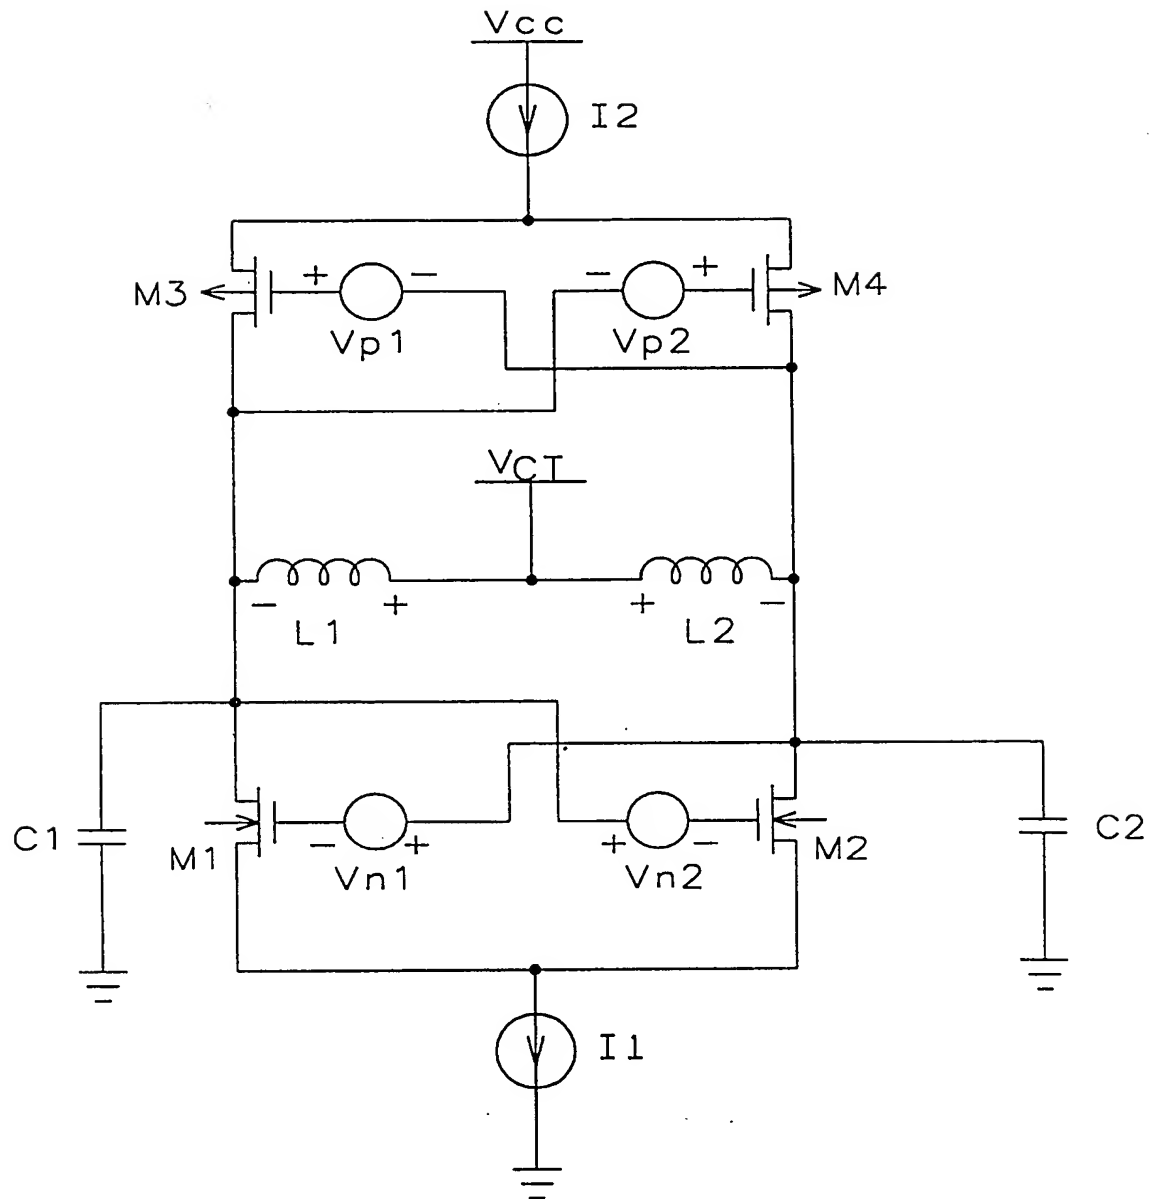 Vcc
I2
M3
+
-
-
+
M4
Vp1
Vp2
VCT
-
+
+
-
L1
L2
C1
M1
-
+
+
-
M2
C2
Vn1
Vn2
I1